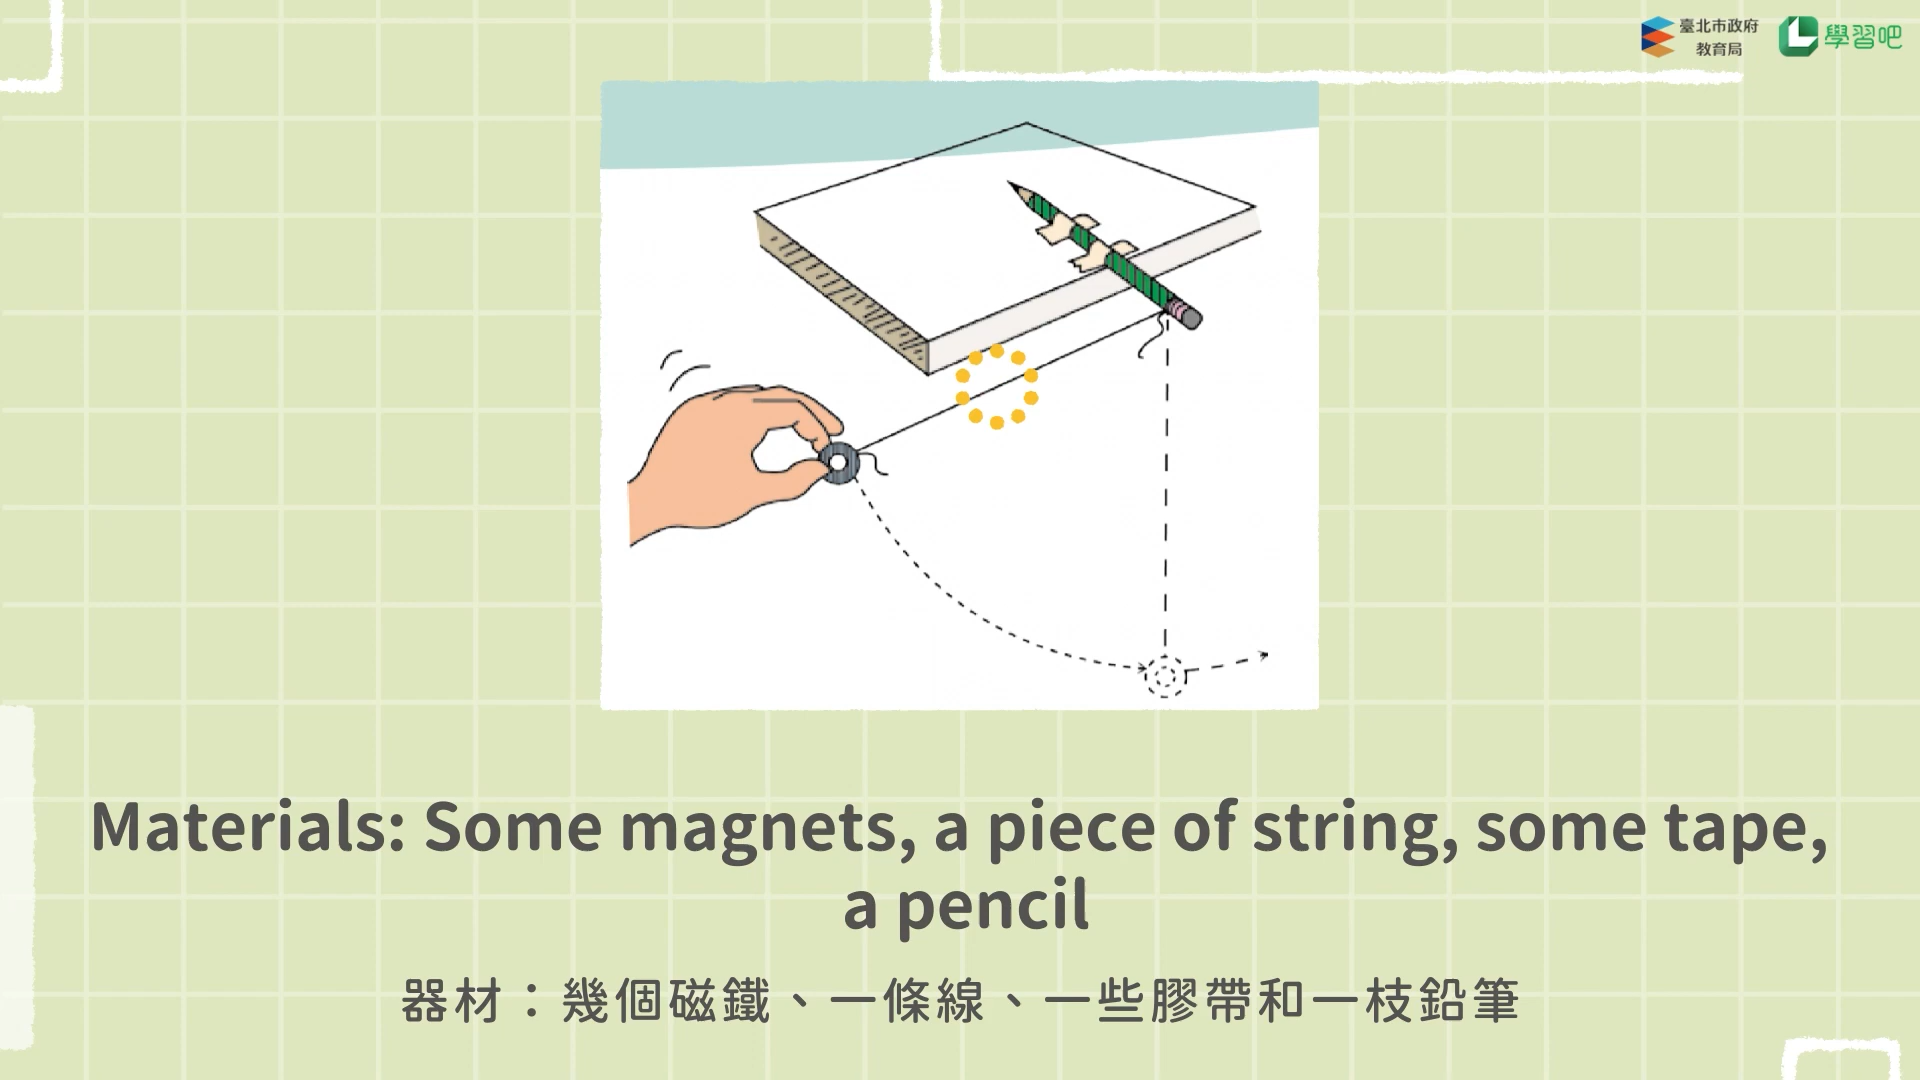 臺北市政府
教育局
學習吧
Materials: Some magnets, a piece of string, some tape,
a pencil
器材：幾個磁鐵、一條線、一些膠帶和一枝鉛筆